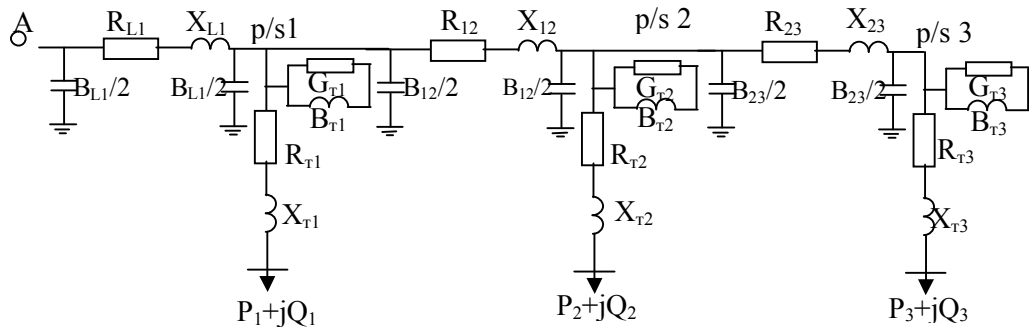 A
R_L1
X_L1
p/s1
R_12
X_12
p/s 2
R_23
X_23
p/s 3
B_L1/2
B_L1/2
G_т1
B_т1
B_12/2
B_12/2
G_т2
B_т2
B_23/2
B_23/2
G_т3
B_т3
R_т1
R_т2
R_т3
X_т1
X_т2
X_т3
P_1+jQ_1
P_2+jQ_2
P_3+jQ_3